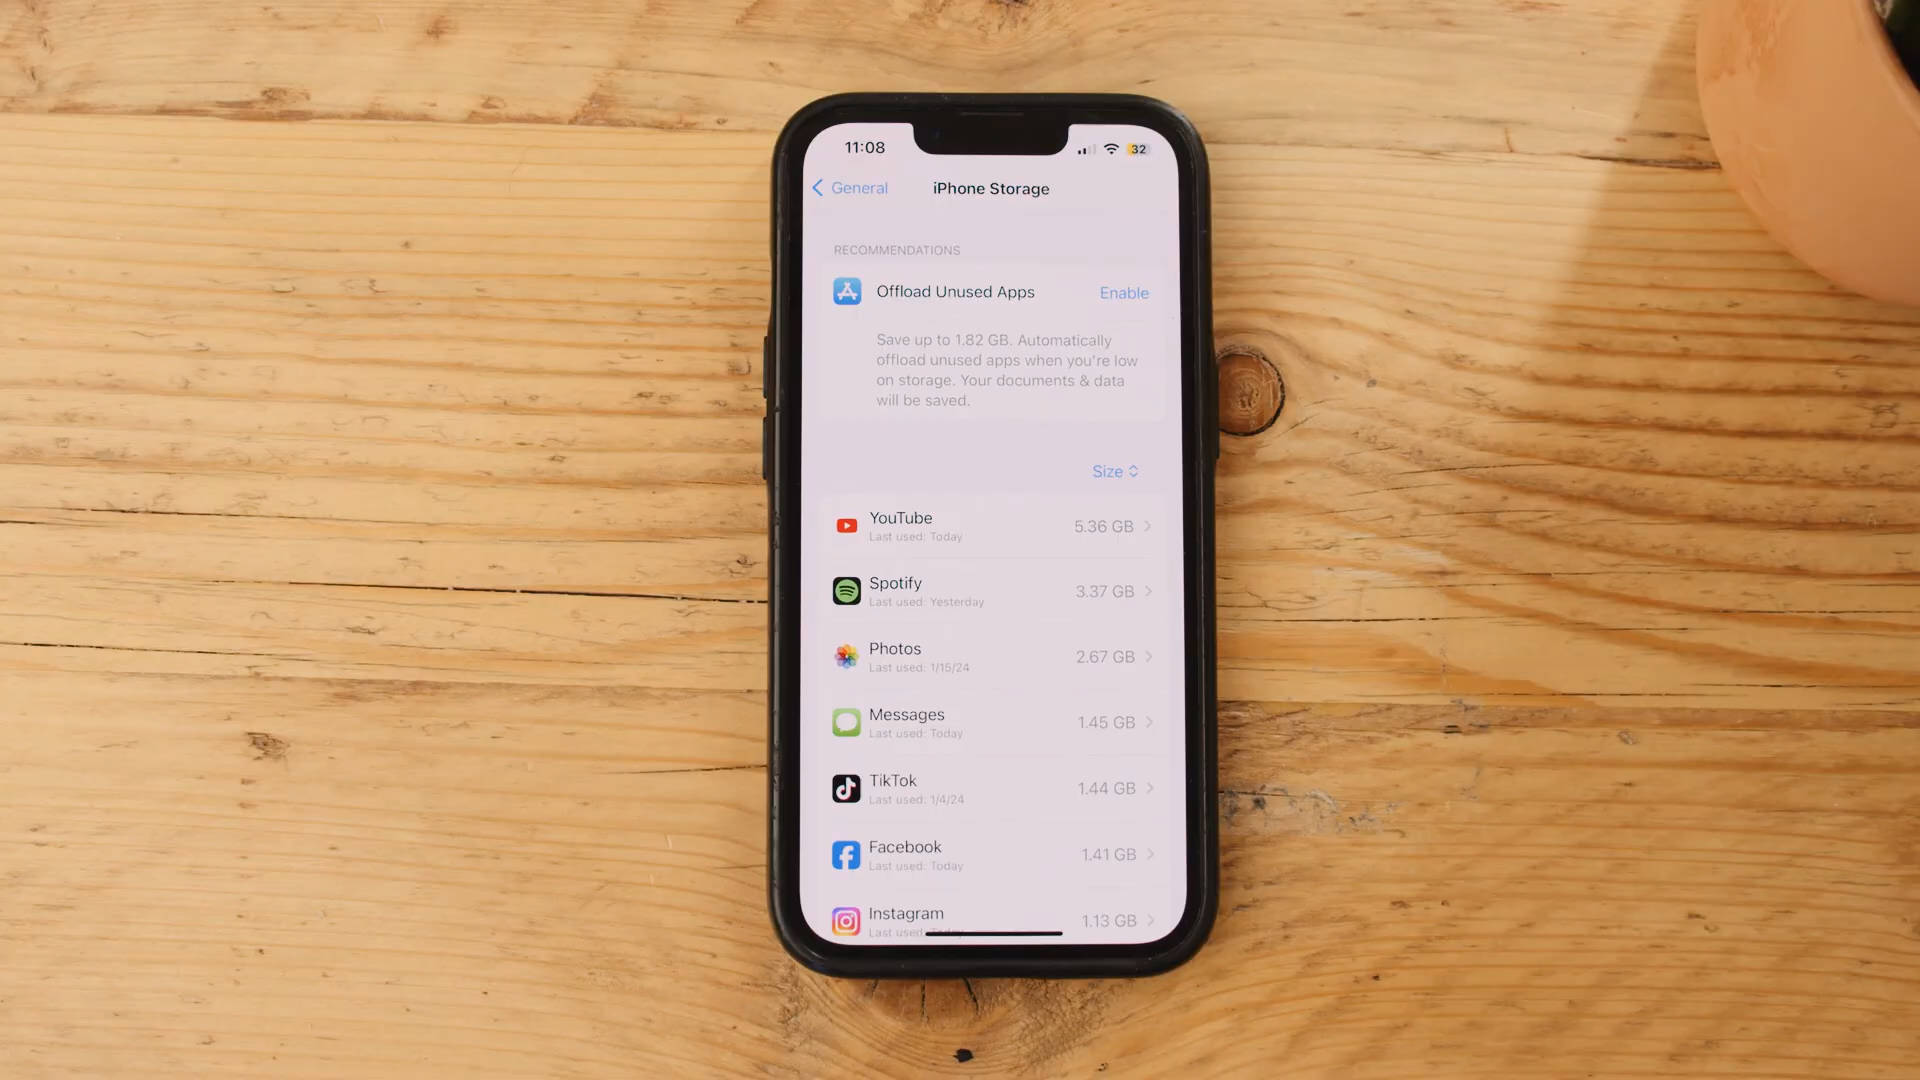 11:08
32
General
iPhone Storage
RECOMMENDATIONS
Offload Unused Apps
Enable
Save up to 1.82 GB. Automatically
offload unused apps when you're low
on storage. Your documents & data
will be saved.
Size
YouTube
5.36 GB
Last used: Today
Spotify
3.37 GB
Last used: Yesterday
Photos
2.67 GB
Last used: 1/15/24
Messages
1.45 GB
Last used: Today
TikTok
1.44 GB
Last used: 1/4/24
Facebook
1.41 GB
Last used: Today
Instagram
1.13 GB
Last used: Today